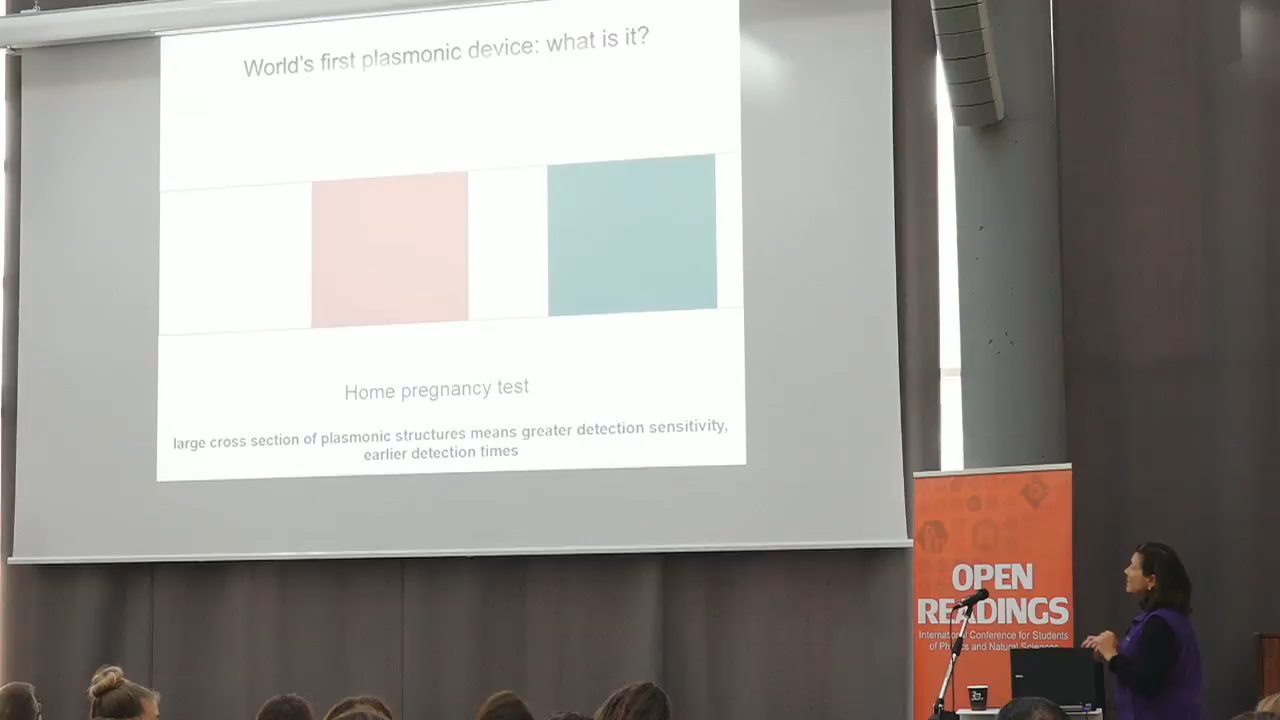 World's first plasmonic device: what is it?
Home pregnancy test
large cross section of plasmonic structures means greater detection sensitivity,
earlier detection times
OPEN
READINGS
International Conference for Students
of Physics and Natural Sciences